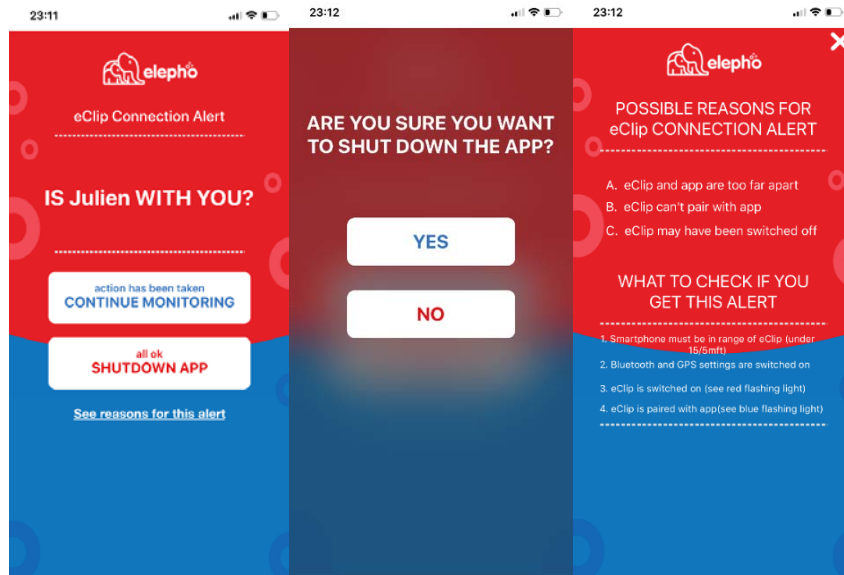 23:11
elepho
eClip Connection Alert
IS Julien WITH YOU?
action has been taken
CONTINUE MONITORING
all ok
SHUTDOWN APP
See reasons for this alert
23:12
ARE YOU SURE YOU WANT
TO SHUT DOWN THE APP?
YES
NO
23:12
elepho
POSSIBLE REASONS FOR
eClip CONNECTION ALERT
A. eClip and app are too far apart
B. eClip can't pair with app
C. eClip may have been switched off
WHAT TO CHECK IF YOU
GET THIS ALERT
1. Smartphone must be in range of eClip (under
15/5mft)
2. Bluetooth and GPS settings are switched on
3. eClip is switched on (see red flashing light)
4. eClip is paired with app(see blue flashing light)